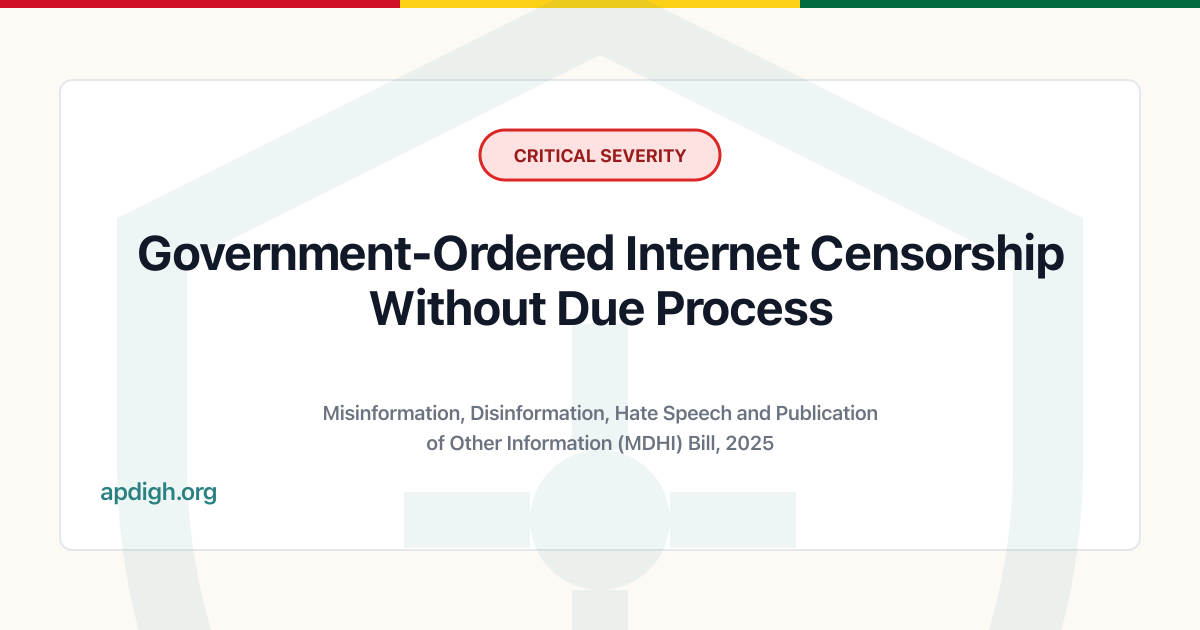 CRITICAL SEVERITY
Government-Ordered Internet Censorship
Without Due Process
Misinformation, Disinformation, Hate Speech and Publication
of Other Information (MDHI) Bill, 2025
apdigh.org